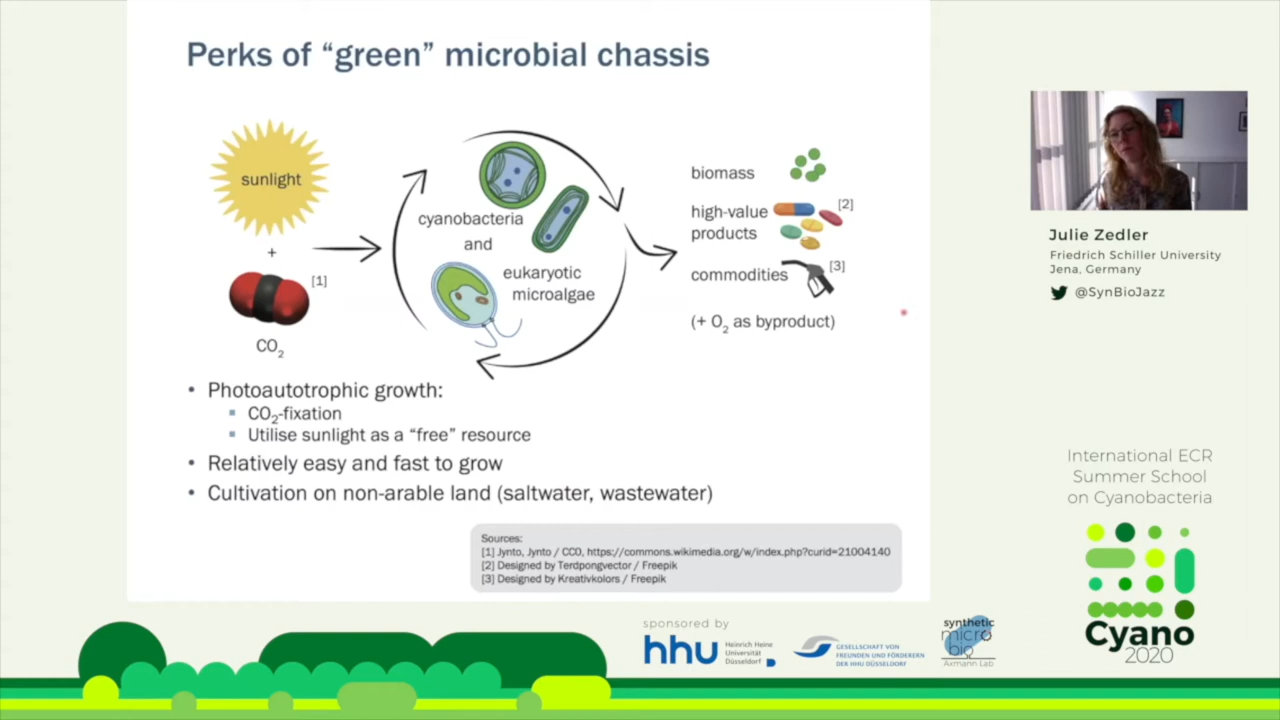 Perks of “green” microbial chassis
sunlight
+
[1]
CO₂
cyanobacteria
and
eukaryotic
microalgae
biomass
high-value
products
[2]
commodities
[3]
(+ O₂ as byproduct)
• Photoautotrophic growth:
▪ CO₂-fixation
▪ Utilise sunlight as a “free” resource
• Relatively easy and fast to grow
• Cultivation on non-arable land (saltwater, wastewater)
Sources:
[1] Jynto, Jynto / CCO, https://commons.wikimedia.org/w/index.php?curid=21004140
[2] Designed by Terdpongvector / Freepik
[3] Designed by Kreativkolors / Freepik
Julie Zedler
Friedrich Schiller University
Jena, Germany
@SynBioJazz
International ECR
Summer School
on Cyanobacteria
Cyano
2020
sponsored by
hhu
Heinrich Heine
Universität
Düsseldorf
GESELLSCHAFT VON
FREUNDEN UND FÖRDERERN
DER HHU DÜSSELDORF
synthetic
micro
bio
Axmann Lab